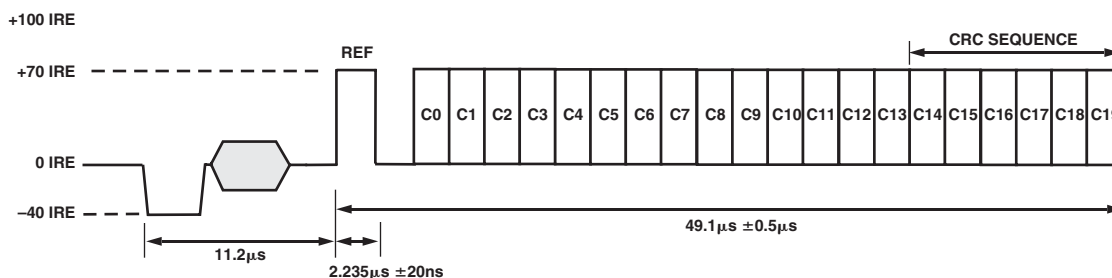 +100 IRE
REF
CRC SEQUENCE
+70 IRE
C0 C1 C2 C3 C4 C5 C6 C7 C8 C9 C10 C11 C12 C13 C14 C15 C16 C17 C18
0 IRE
–40 IRE
49.1μs ±0.5μs
11.2μs
2.235μs ±20ns